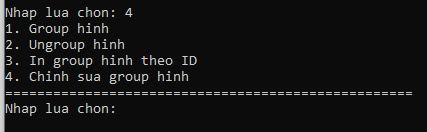 Nhap lua chon: 4
1. Group hinh
2. Ungroup hinh
3. In group hinh theo ID
4. Chinh sua group hinh
===================================================
Nhap lua chon: